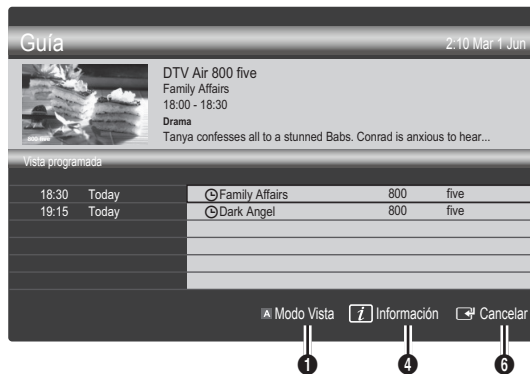 Guía 2:10 Mar 1 Jun
DTV Air 800 five
Family Affairs
18:00 - 18:30
Drama
Tanya confesses all to a stunned Babs. Conrad is anxious to hear...
800 five
Vista programada
18:30 Today Family Affairs 800 five
19:15 Today Dark Angel 800 five
A Modo Vista i Información Cancelar
1 4 6